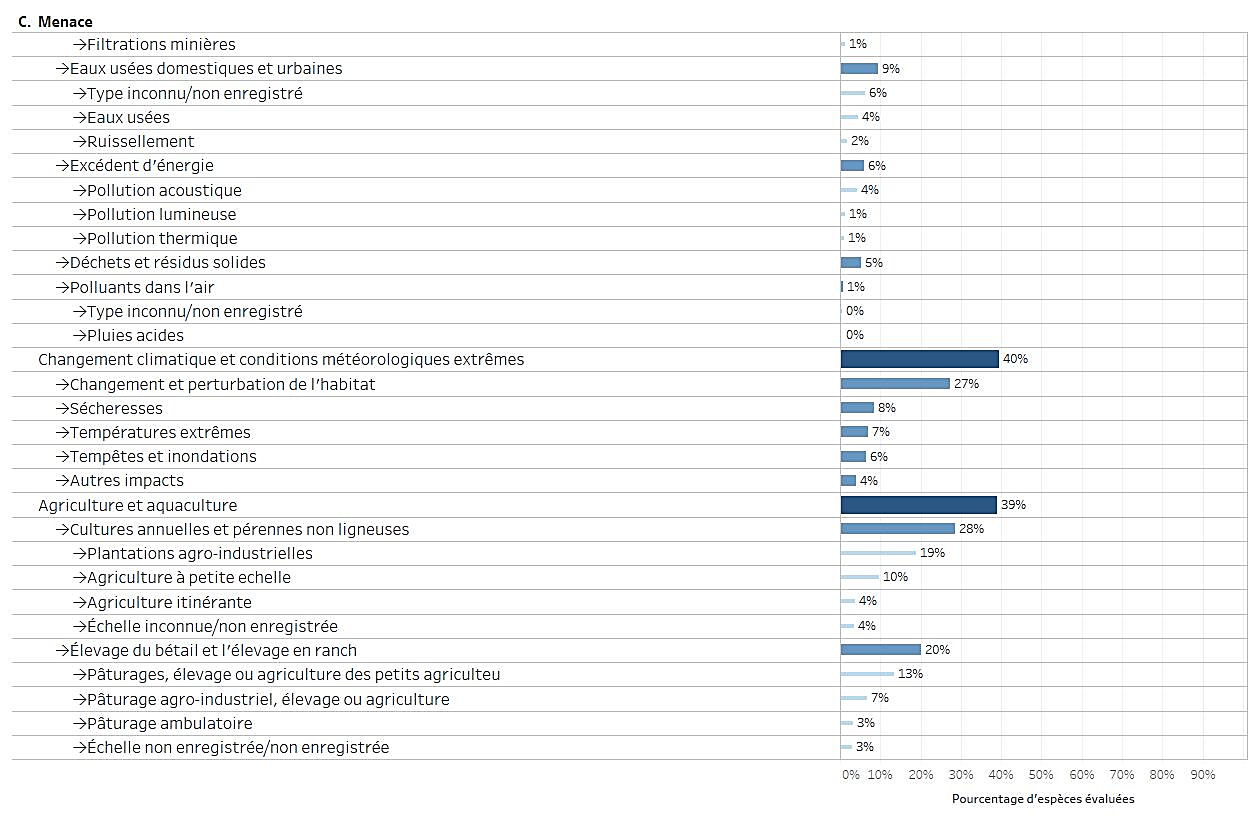 C. Menace
→Filtrations minières 1%
→Eaux usées domestiques et urbaines 9%
→Type inconnu/non enregistré 6%
→Eaux usées 4%
→Ruissellement 2%
→Excédent d’énergie 6%
→Pollution acoustique 4%
→Pollution lumineuse 1%
→Pollution thermique 1%
→Déchets et résidus solides 5%
→Polluants dans l’air 1%
→Type inconnu/non enregistré 0%
→Pluies acides 0%
Changement climatique et conditions météorologiques extrêmes 40%
→Changement et perturbation de l’habitat 27%
→Sécheresses 8%
→Températures extrêmes 7%
→Tempêtes et inondations 6%
→Autres impacts 4%
Agriculture et aquaculture 39%
→Cultures annuelles et pérennes non ligneuses 28%
→Plantations agro-industrielles 19%
→Agriculture à petite echelle 10%
→Agriculture itinérante 4%
→Échelle inconnue/non enregistrée 4%
→Élevage du bétail et l’élevage en ranch 20%
→Pâturages, élevage ou agriculture des petits agriculteu 13%
→Pâturage agro-industriel, élevage ou agriculture 7%
→Pâturage ambulatoire 3%
→Échelle non enregistrée/non enregistrée 3%
0% 10% 20% 30% 40% 50% 60% 70% 80% 90%
Pourcentage d’espèces évaluées